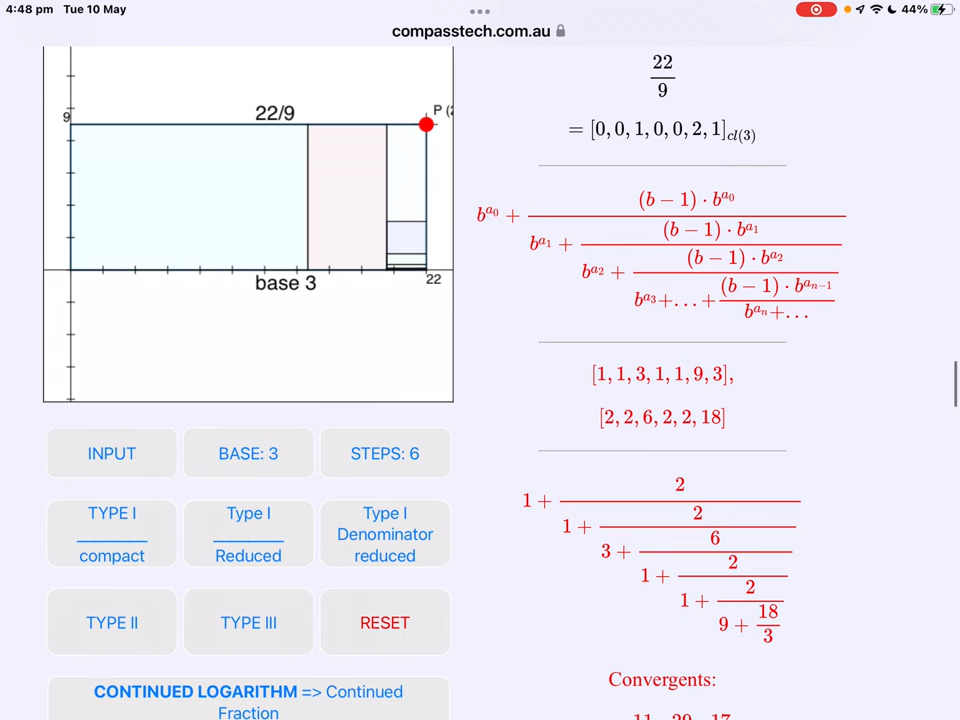 4:48 pm Tue 10 May
44%
compasstech.com.au
9
22/9
P (2
base 3
22
INPUT
BASE: 3
STEPS: 6
TYPE I
________
compact
Type I
________
Reduced
Type I
Denominator
reduced
TYPE II
TYPE III
RESET
CONTINUED LOGARITHM => Continued
Fraction
22
9
= [0, 0, 1, 0, 0, 2, 1]cl(3)
(b − 1) · b^a0
b^a0 +
(b − 1) · b^a1
b^a1 +
(b − 1) · b^a2
b^a2 +
(b − 1) · b^an−1
b^a3 + . . . +
b^an + . . .
[1, 1, 3, 1, 1, 9, 3],
[2, 2, 6, 2, 2, 18]
2
1 +
2
1 +
6
3 +
2
1 +
2
1 +
18
9 +
3
Convergents: